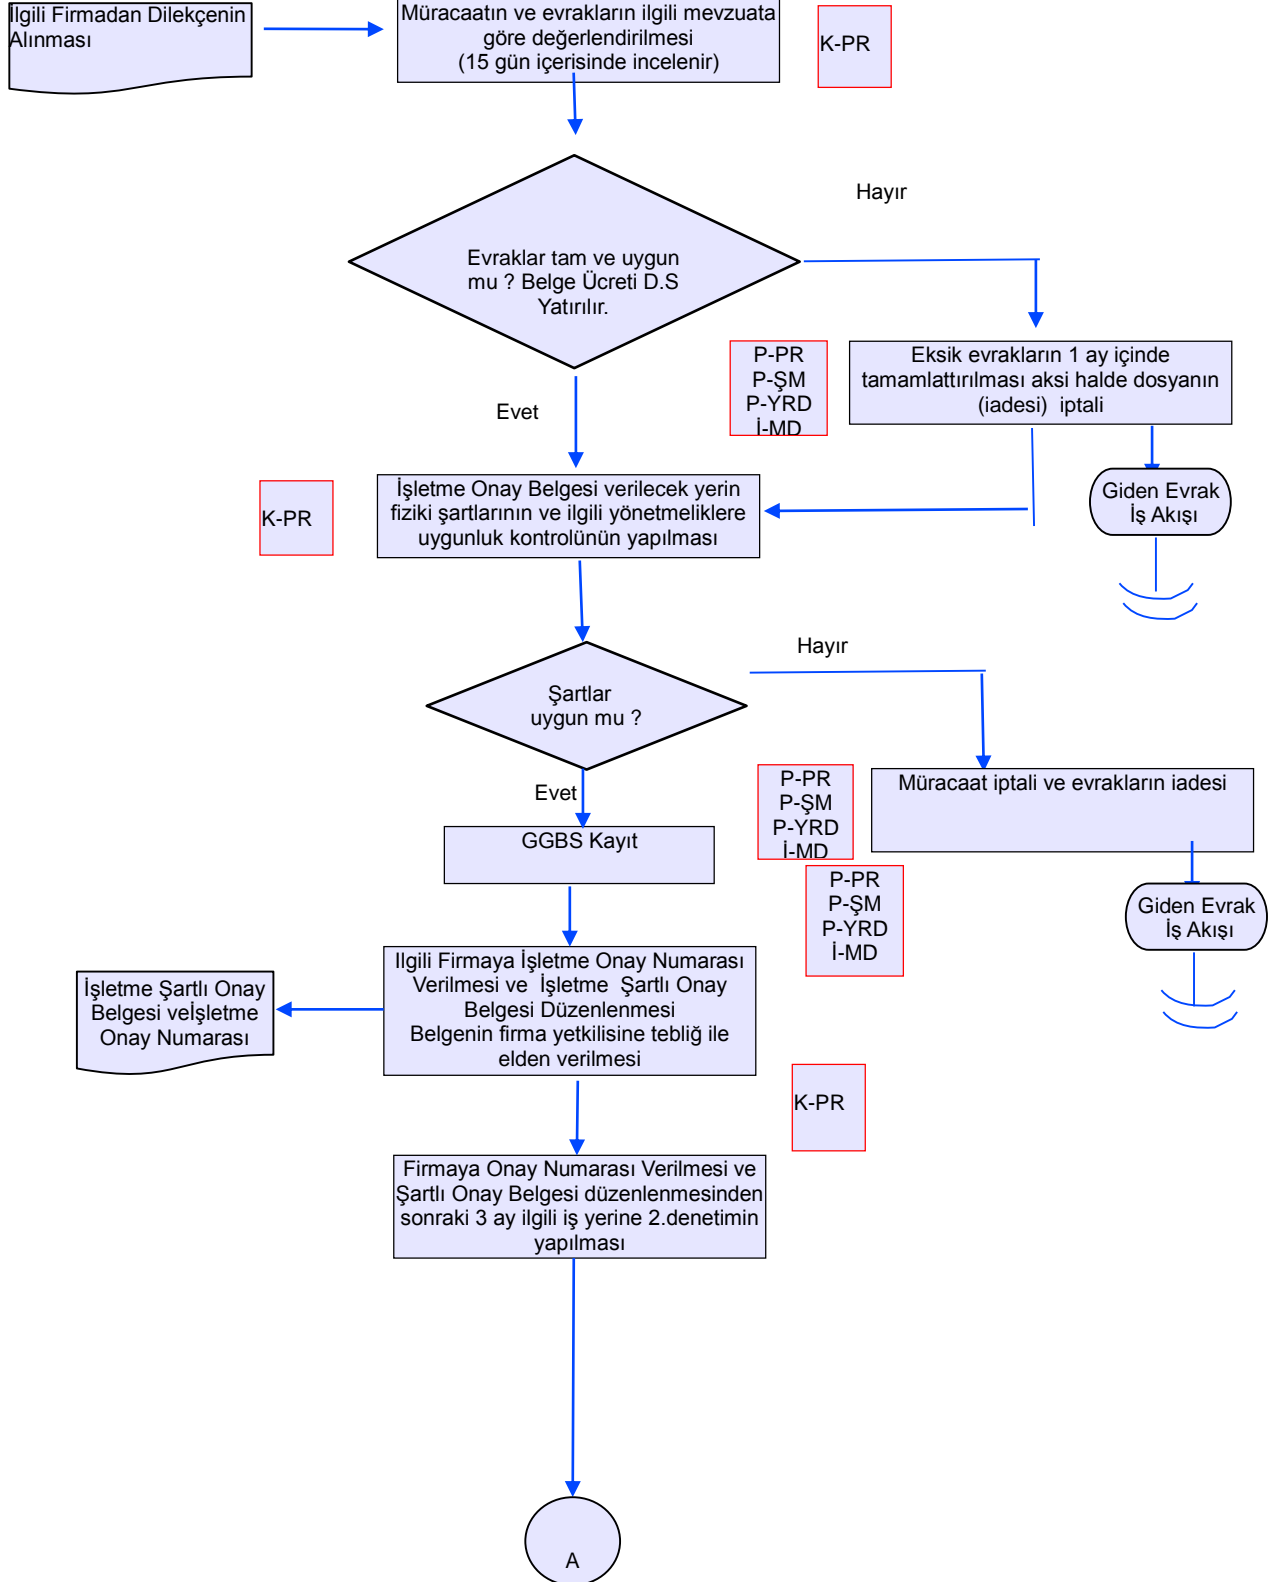 İlgili Firmadan Dilekçenin
Alınması
Müracaatın ve evrakların ilgili mevzuata
göre değerlendirilmesi
(15 gün içerisinde incelenir)
K-PR
Hayır
Evraklar tam ve uygun
mu ? Belge Ücreti D.S
Yatırılır.
P-PR
P-ŞM
P-YRD
İ-MD
Eksik evrakların 1 ay içinde
tamamlattırılması aksi halde dosyanın
(iadesi) iptali
Evet
Giden Evrak
İş Akışı
K-PR
İşletme Onay Belgesi verilecek yerin
fiziki şartlarının ve ilgili yönetmeliklere
uygunluk kontrolünün yapılması
Hayır
Şartlar
uygun mu ?
P-PR
P-ŞM
P-YRD
İ-MD
Müracaat iptali ve evrakların iadesi
Evet
GGBS Kayıt
P-PR
P-ŞM
P-YRD
İ-MD
Giden Evrak
İş Akışı
Ilgili Firmaya İşletme Onay Numarası
Verilmesi ve İşletme Şartlı Onay
Belgesi Düzenlenmesi
Belgenin firma yetkilisine tebliğ ile
elden verilmesi
İşletme Şartlı Onay
Belgesi veİşletme
Onay Numarası
K-PR
Firmaya Onay Numarası Verilmesi ve
Şartlı Onay Belgesi düzenlenmesinden
sonraki 3 ay ilgili iş yerine 2.denetimin
yapılması
A